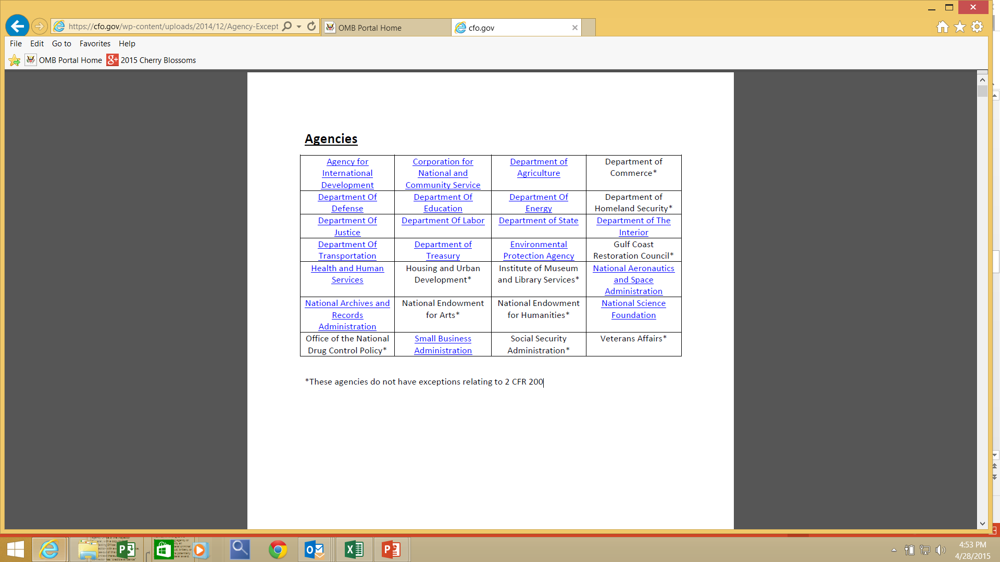 https://cfo.gov/wp-content/uploads/2014/12/Agency-Except
OMB Portal Home
cfo.gov
File Edit Go to Favorites Help
OMB Portal Home
2015 Cherry Blossoms
Agencies
Agency for
International
Development
Corporation for
National and
Community Service
Department of
Agriculture
Department of
Commerce*
Department Of
Defense
Department Of
Education
Department Of
Energy
Department of
Homeland Security*
Department Of
Justice
Department Of Labor
Department of State
Department of The
Interior
Department Of
Transportation
Department of
Treasury
Environmental
Protection Agency
Gulf Coast
Restoration Council*
Health and Human
Services
Housing and Urban
Development*
Institute of Museum
and Library Services*
National Aeronautics
and Space
Administration
National Archives and
Records
Administration
National Endowment
for Arts*
National Endowment
for Humanities*
National Science
Foundation
Office of the National
Drug Control Policy*
Small Business
Administration
Social Security
Administration*
Veterans Affairs*
*These agencies do not have exceptions relating to 2 CFR 200
4:53 PM
4/28/2015